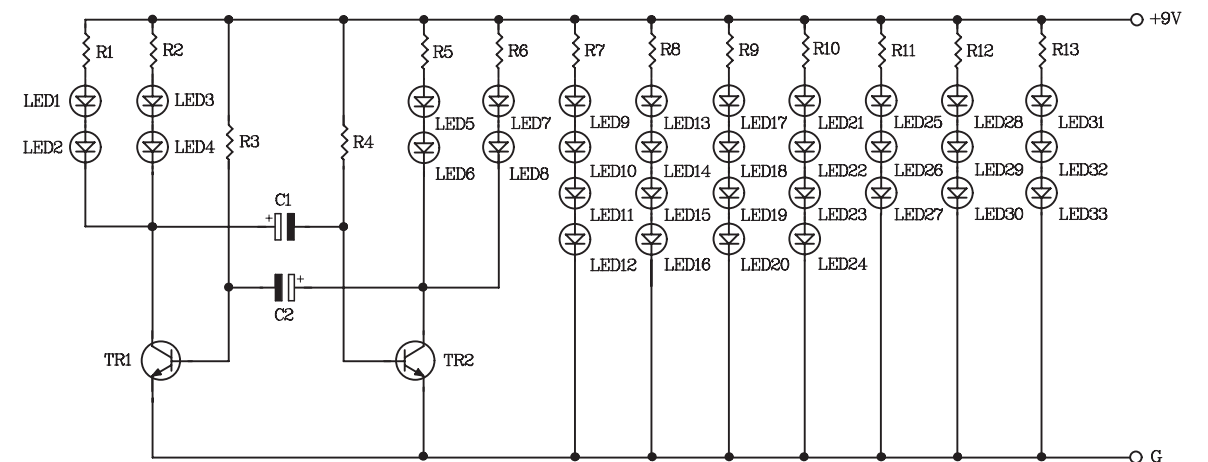 +9V
R1 R2 R5 R6 R7 R8 R9 R10 R11 R12 R13
LED1 LED3 LED5 LED7 LED9 LED13 LED17 LED21 LED25 LED28 LED31
R3 R4
LED2 LED4 LED6 LED8 LED10 LED14 LED18 LED22 LED26 LED29 LED32
C1 +
LED11 LED15 LED19 LED23 LED27 LED30 LED33
LED12 LED16 LED20 LED24
+
C2
TR1 TR2
G